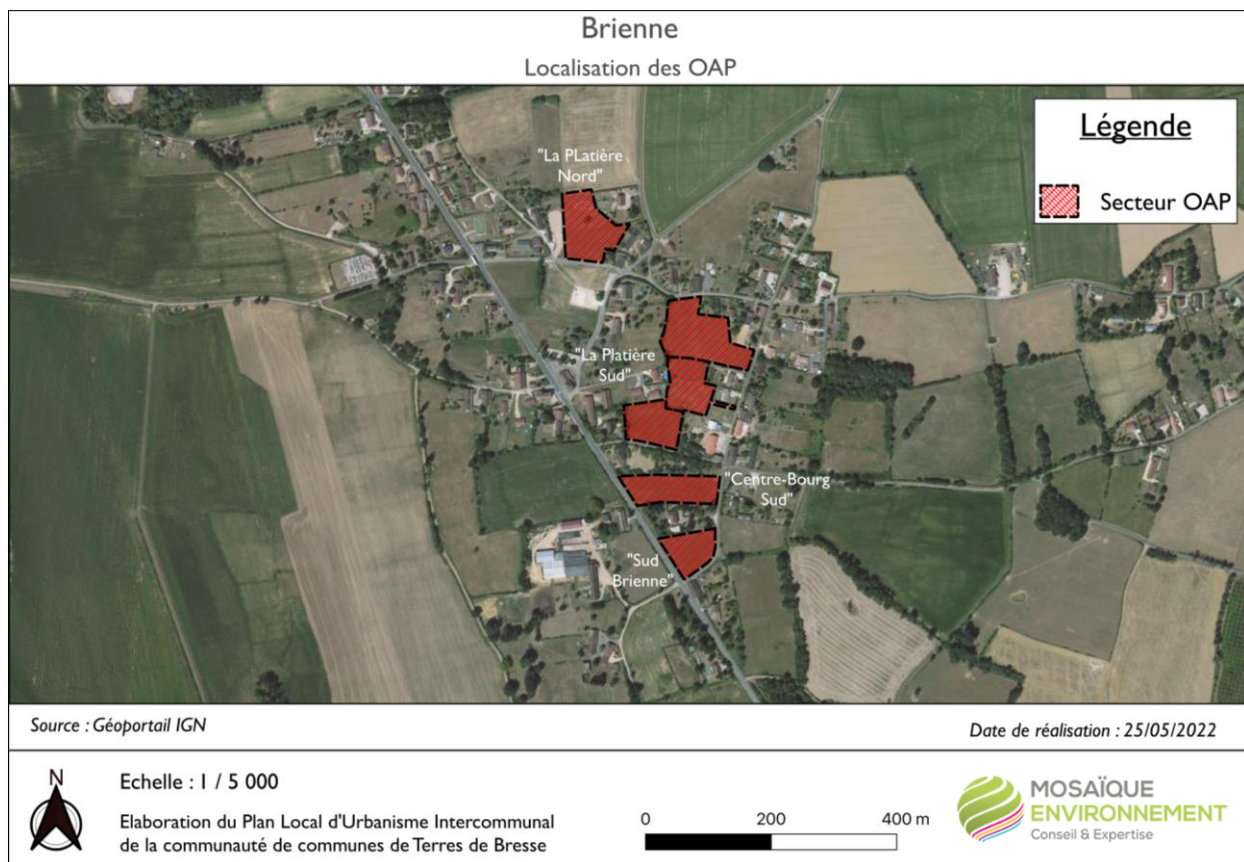 Brienne
Localisation des OAP
Légende
Secteur OAP
"La PLatière
Nord"
"La Platière
Sud"
"Centre-Bourg
Sud"
"Sud
Brienne"
Source : Géoportail IGN
Date de réalisation : 25/05/2022
N
Echelle : 1 / 5 000
Elaboration du Plan Local d'Urbanisme Intercommunal
de la communauté de communes de Terres de Bresse
0 200 400 m
MOSAÏQUE
ENVIRONNEMENT
Conseil & Expertise